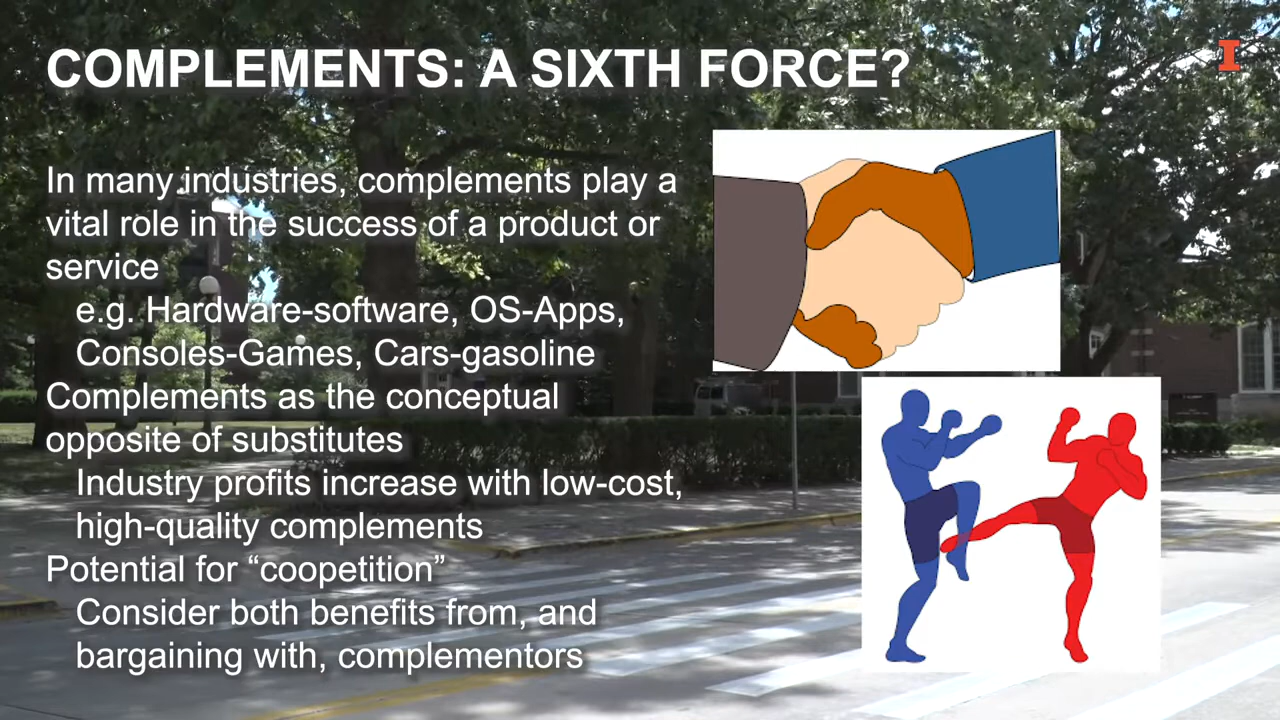 COMPLEMENTS: A SIXTH FORCE?
I
In many industries, complements play a
vital role in the success of a product or
service
e.g. Hardware-software, OS-Apps,
Consoles-Games, Cars-gasoline
Complements as the conceptual
opposite of substitutes
Industry profits increase with low-cost,
high-quality complements
Potential for “coopetition”
Consider both benefits from, and
bargaining with, complementors